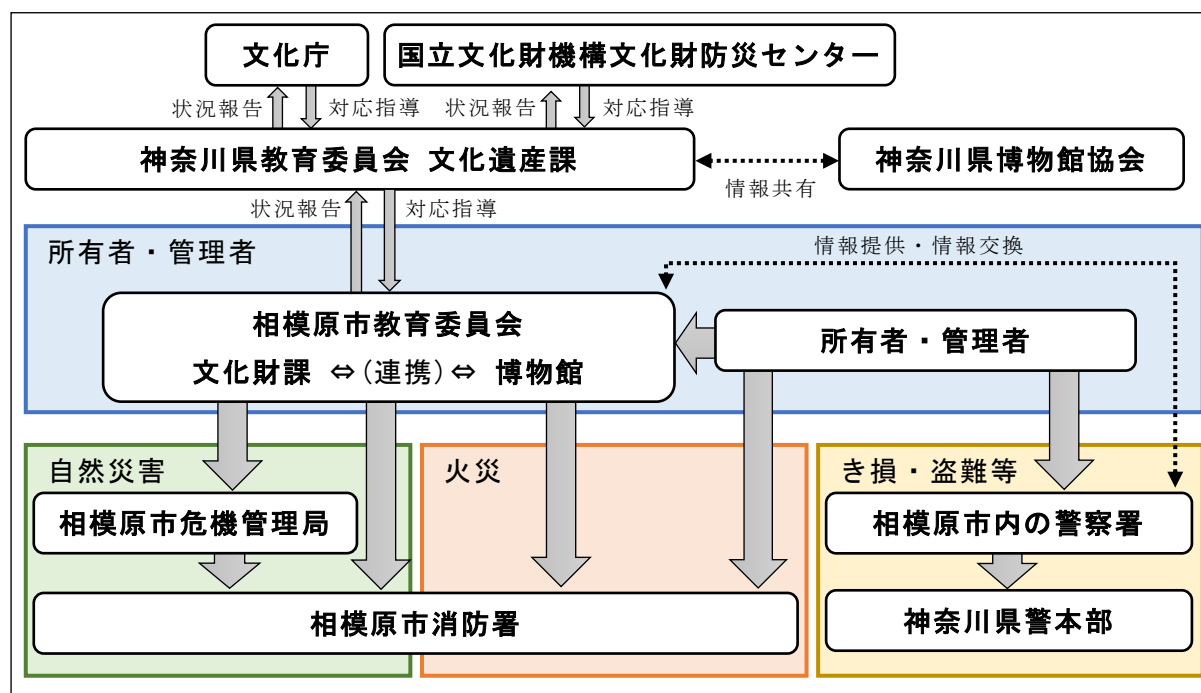 文化庁
国立文化財機構文化財防災センター
状況報告
対応指導
状況報告
対応指導
神奈川県教育委員会 文化遺産課
神奈川県博物館協会
情報共有
状況報告
対応指導
所有者・管理者
情報提供・情報交換
相模原市教育委員会
文化財課 ⇔(連携)⇔ 博物館
所有者・管理者
自然災害
火災
き損・盗難等
相模原市危機管理局
相模原市内の警察署
相模原市消防署
神奈川県警本部